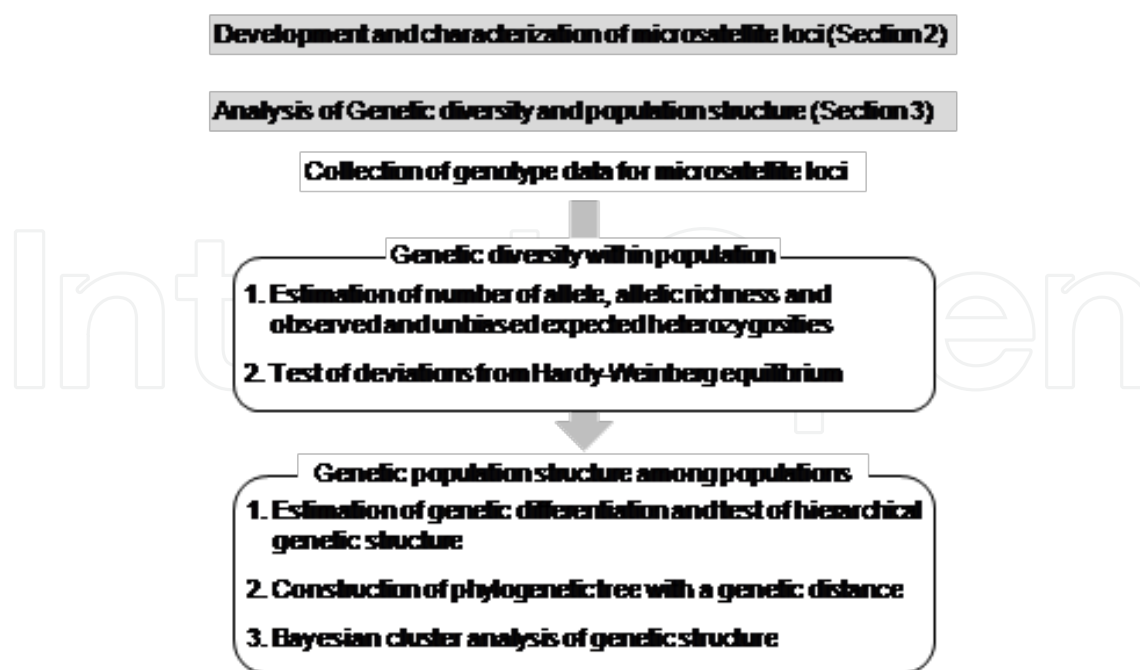 Development and characterization of microsatellite loci (Section 2)
Analysis of Genetic diversity and population structure (Section 3)
Collection of genotype data for microsatellite loci
Genetic diversity within population
1. Estimation of number of allele, allelic richness and
observed and unbiased expected heterozygosities
2. Test of deviations from Hardy-Weinberg equilibrium
Genetic population structure among populations
1. Estimation of genetic differentiation and test of hierarchical
genetic structure
2. Construction of phylogenetic tree with a genetic distance
3. Bayesian cluster analysis of genetic structure